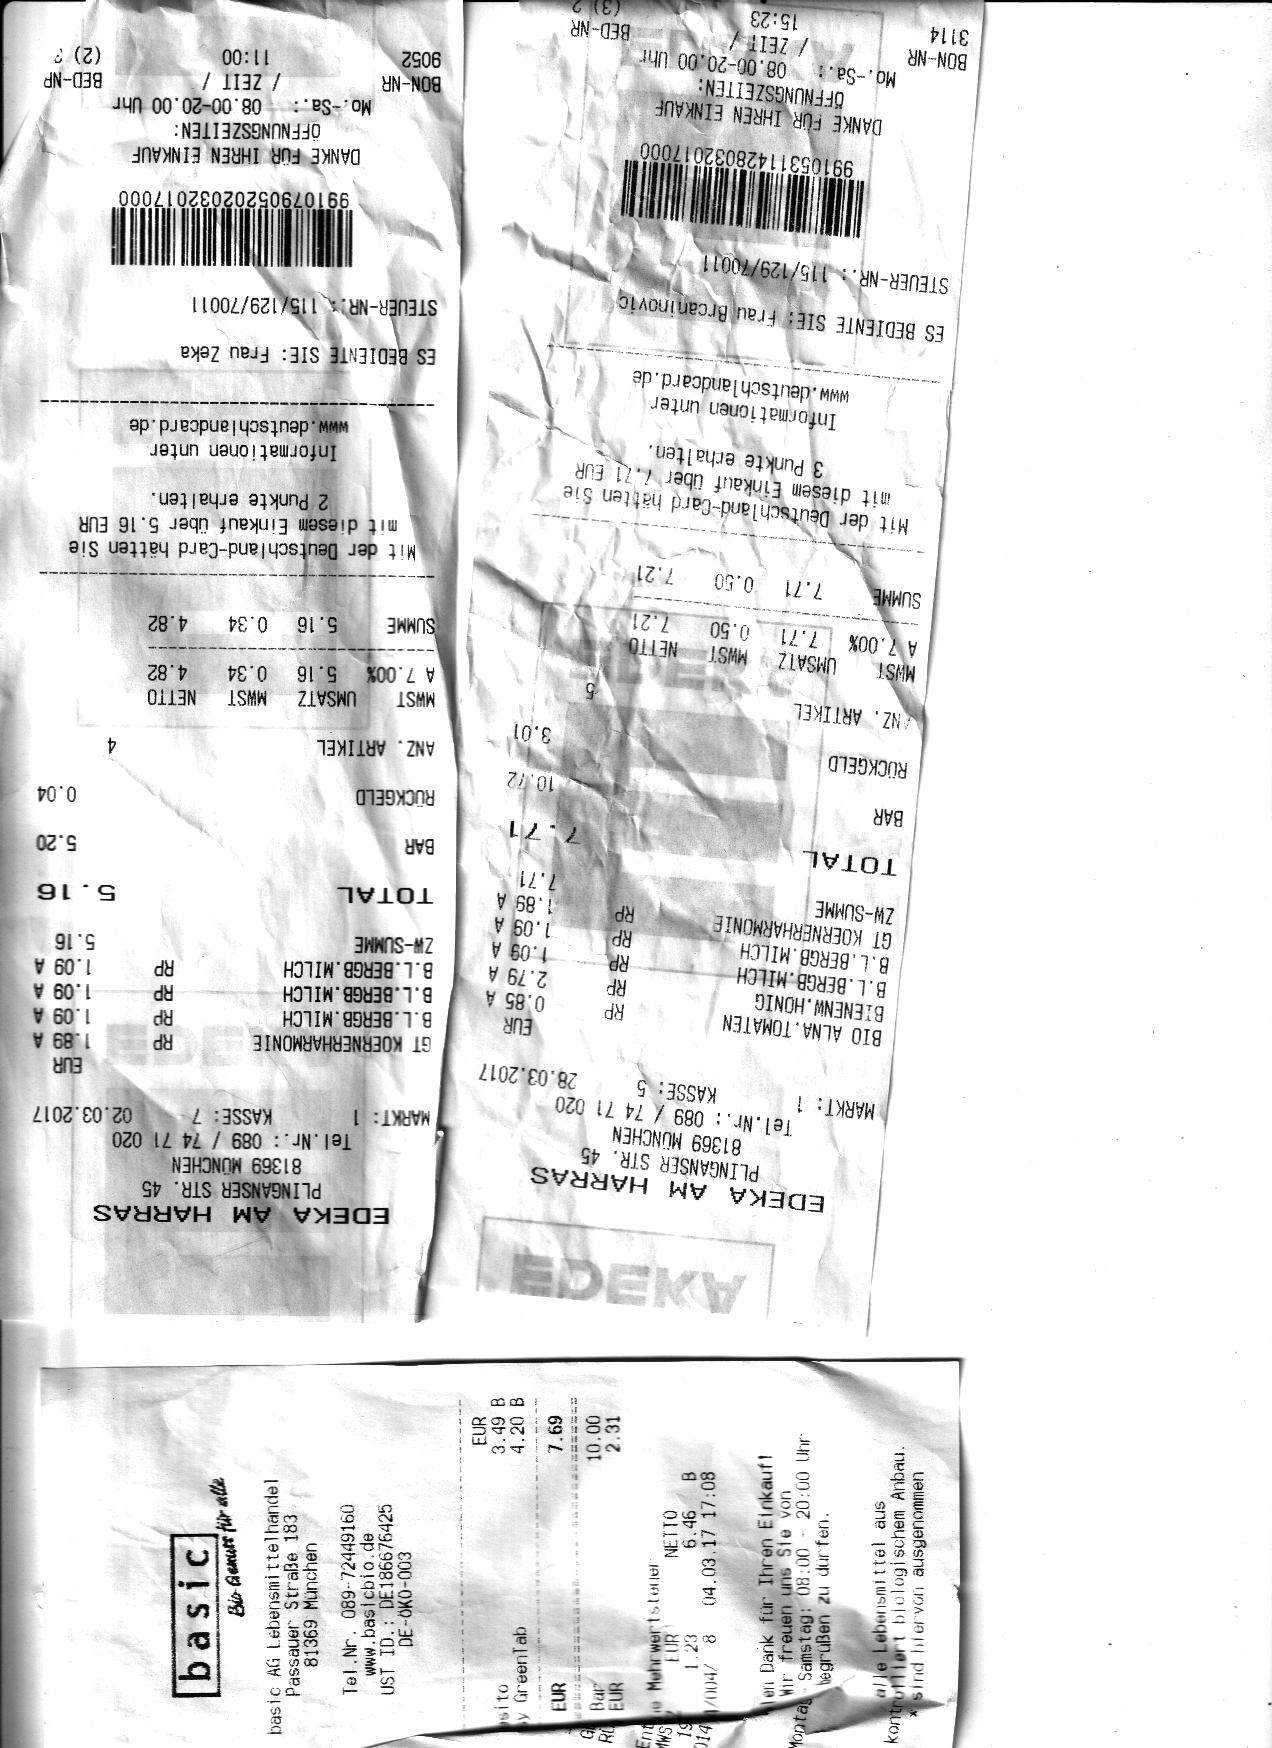 EDEKA AM HARRAS
PLINGANSER STR. 45
81369 MÜNCHEN
Tel.Nr.: 089 / 74 71 020
MARKT: 1 KASSE: 7 02.03.2017
EUR
GT KOERNERHARMONIE RP 1.89 A
B.L.BERGB.MILCH RP 1.09 A
B.L.BERGB.MILCH RP 1.09 A
B.L.BERGB.MILCH RP 1.09 A
ZW-SUMME 5.16
TOTAL 5.16
BAR 5.20
RÜCKGELD 0.04
ANZ. ARTIKEL 4
MWST UMSATZ MWST NETTO
A 7.00% 5.16 0.34 4.82
SUMME 5.16 0.34 4.82
Mit der Deutschland-Card hätten Sie
mit diesem Einkauf über 5.16 EUR
2 Punkte erhalten.
Informationen unter
www.deutschlandcard.de
ES BEDIENTE SIE: Frau Zeka
STEUER-NR.: 115/129/70011
9910790520203201 7000
DANKE FÜR IHREN EINKAUF
ÖFFNUNGSZEITEN:
Mo.-Sa.: 08.00-20.00 Uhr
BON-NR / ZEIT / BED-NR
9052 11:00 (2) 2
EDEKA
EDEKA AM HARRAS
PLINGANSER STR. 45
81369 MÜNCHEN
Tel.Nr.: 089 / 74 71 020
MARKT: 1 KASSE: 5 28.03.2017
EUR
BIO ALNA.TOMATEN 0.85 A
BIENENW.HONIG RP 2.79 A
B.L.BERGB.MILCH RP 1.09 A
B.L.BERGB.MILCH RP 1.09 A
GT KOERNERHARMONIE RP 1.89 A
ZW-SUMME 7.71
TOTAL 7.71
BAR 10.72
RÜCKGELD 3.01
ANZ. ARTIKEL 5
MWST UMSATZ MWST NETTO
A 7.00% 7.71 0.50 7.21
SUMME 7.71 0.50 7.21
Mit der Deutschland-Card hätten Sie
mit diesem Einkauf über 7.71 EUR
3 Punkte erhalten.
Informationen unter
www.deutschlandcard.de
ES BEDIENTE SIE: Frau Brcaninovic
STEUER-NR.: 115/129/70011
99105311428032017000
DANKE FÜR IHREN EINKAUF
ÖFFNUNGSZEITEN:
Mo.-Sa.: 08.00-20.00 Uhr
BON-NR / ZEIT / BED-NR
3114 15:23 (3) 2
basic
Bio-Genuss für alle
basic AG Lebensmittelhandel
Passauer Straße 183
81369 München
Tel.Nr. 089-72449160
www.basicbio.de
UST ID.: DE186676425
DE-ÖKO-003
EUR
sito 3.49 B
by GreenTab 4.20 B
EUR 7.69
Bar 10.00
EUR 2.31
Mehrwertsteuer
EUR NETTO
1.23 6.46 B
/004/ 8 04.03.17 17:08
Dank für Ihren Einkauf!
Wir freuen uns Sie von
Montag - Samstag: 08:00 - 20:00 Uhr
begrüßen zu dürfen.
alle Lebensmittel aus
kontrolliert biologischem Anbau.
* sind hiervon ausgenommen